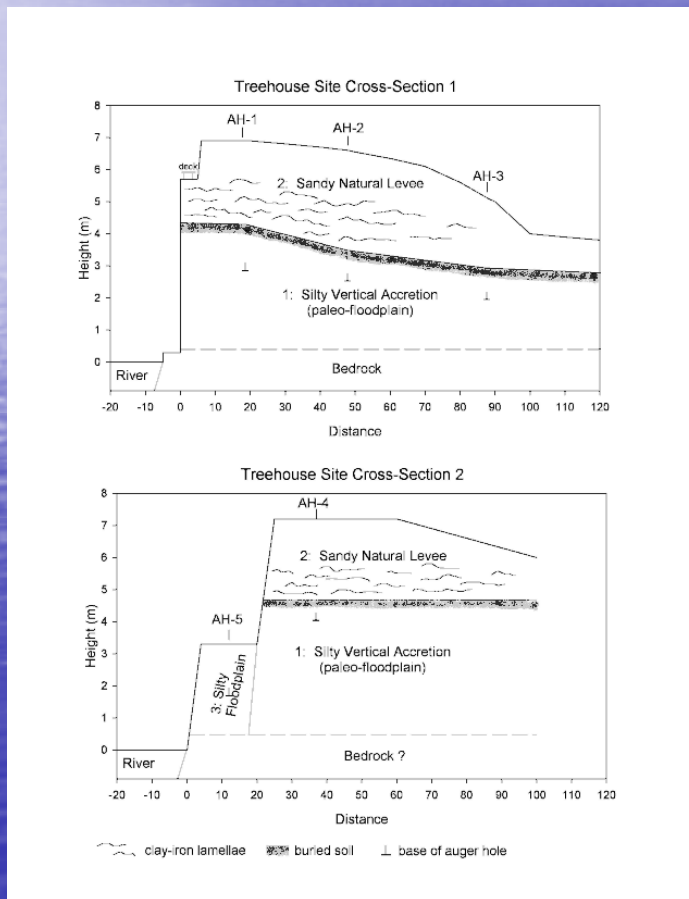 Treehouse Site Cross-Section 1
8
AH-1
AH-2
7
AH-3
deck
6
2: Sandy Natural Levee
5
4
Height (m)
3
1: Silty Vertical Accretion
2
(paleo-floodplain)
1
0
River
Bedrock
-20 -10 0 10 20 30 40 50 60 70 80 90 100 110 120
Distance
Treehouse Site Cross-Section 2
8
AH-4
7
2: Sandy Natural Levee
6
5
AH-5
4
Height (m)
1: Silty Vertical Accretion
3
(paleo-floodplain)
3: Silty
Floodplain
2
1
0
River
Bedrock ?
-20 -10 0 10 20 30 40 50 60 70 80 90 100 110 120
Distance
clay-iron lamellae buried soil base of auger hole